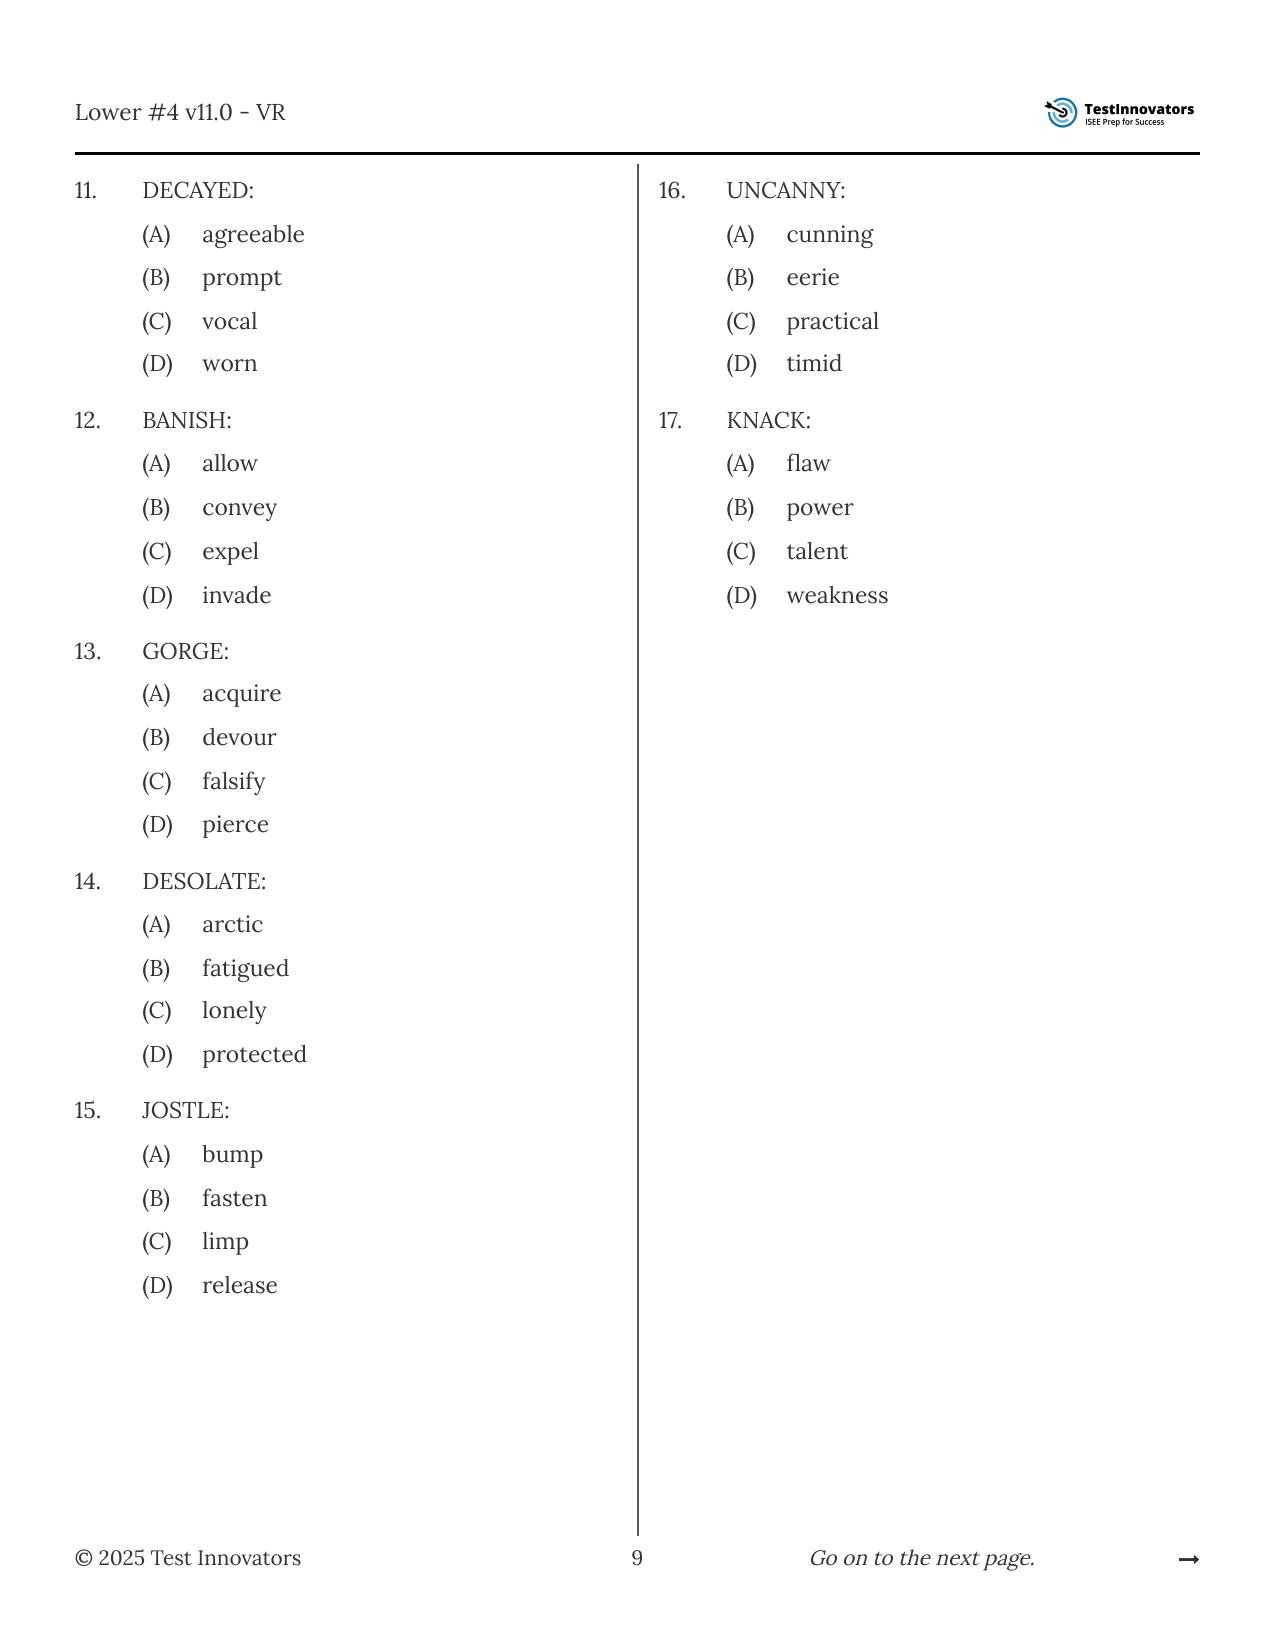 Lower #4 v11.0 - VR
TestInnovators
ISEE Prep for Success
11. DECAYED:
(A) agreeable
(B) prompt
(C) vocal
(D) worn
12. BANISH:
(A) allow
(B) convey
(C) expel
(D) invade
13. GORGE:
(A) acquire
(B) devour
(C) falsify
(D) pierce
14. DESOLATE:
(A) arctic
(B) fatigued
(C) lonely
(D) protected
15. JOSTLE:
(A) bump
(B) fasten
(C) limp
(D) release
16. UNCANNY:
(A) cunning
(B) eerie
(C) practical
(D) timid
17. KNACK:
(A) flaw
(B) power
(C) talent
(D) weakness
© 2025 Test Innovators
9
Go on to the next page.